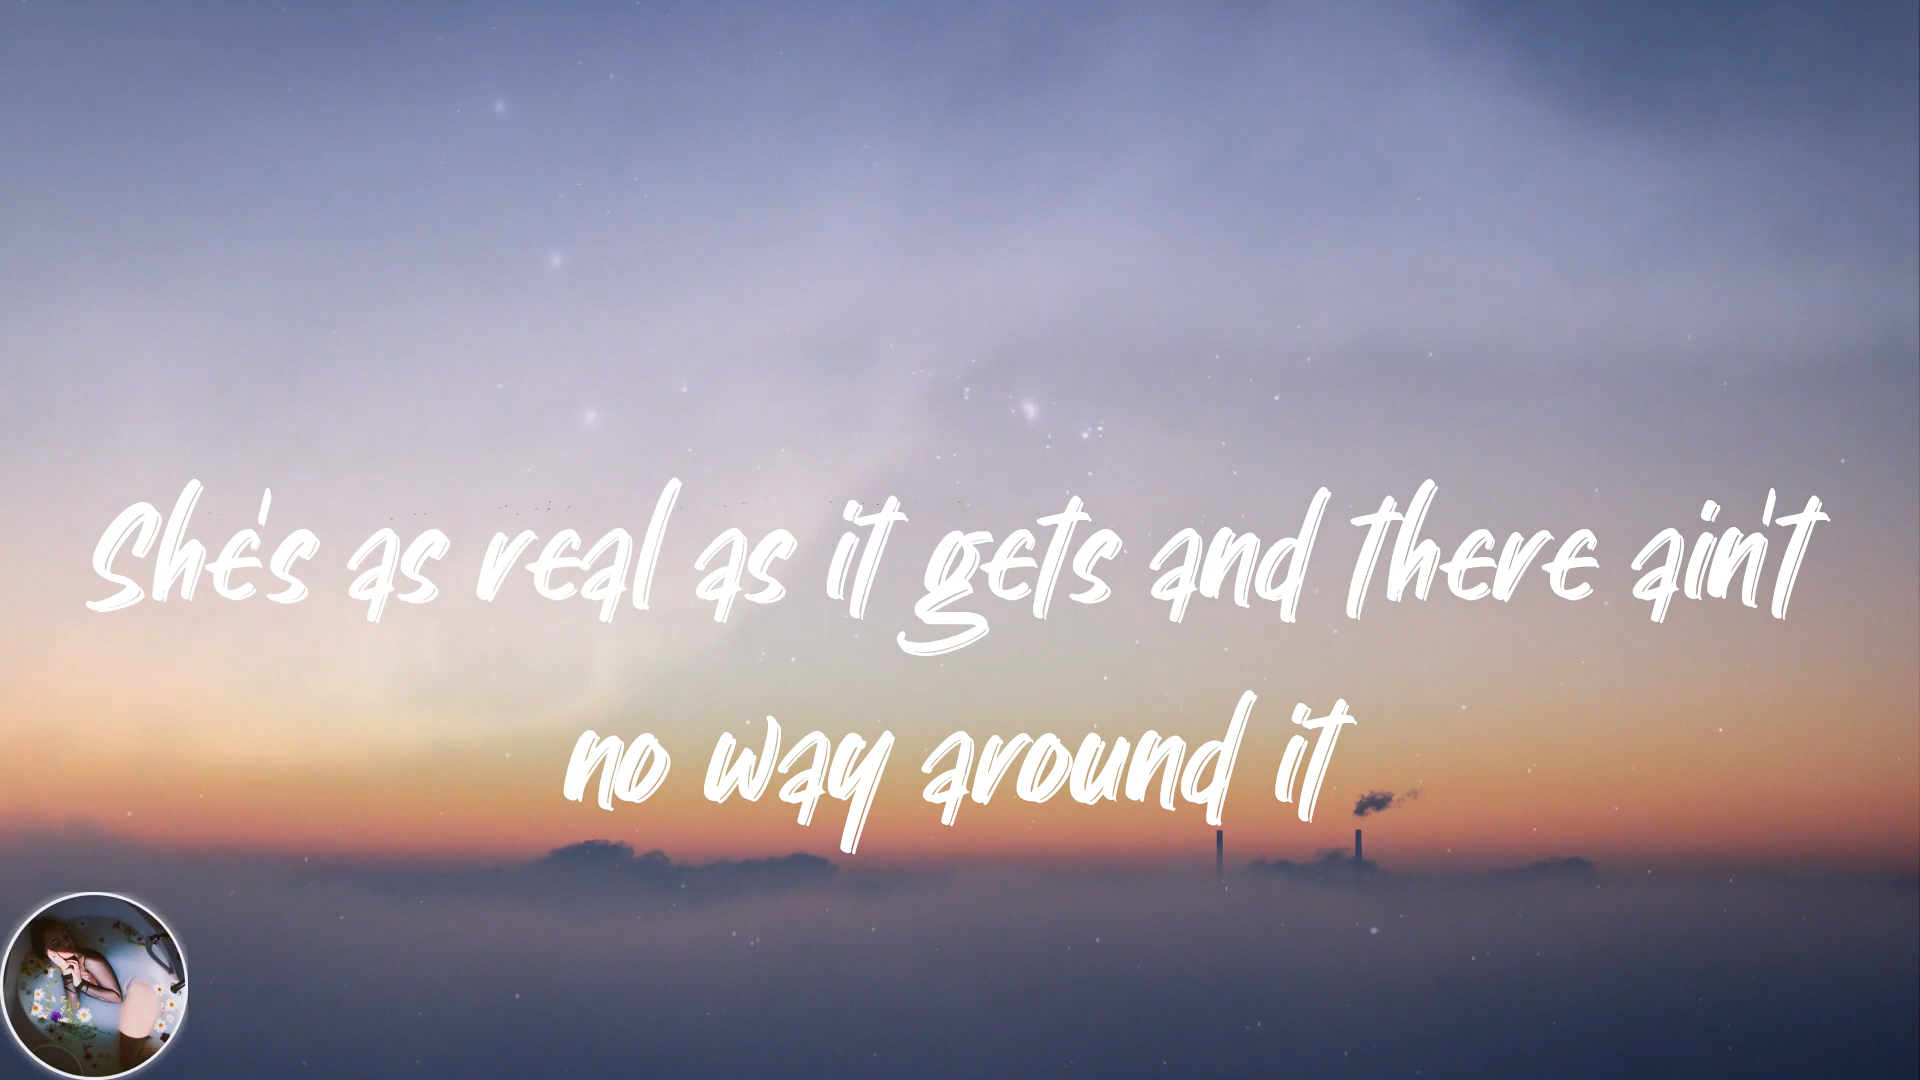 She's as real as it gets and there ain't
no way around it